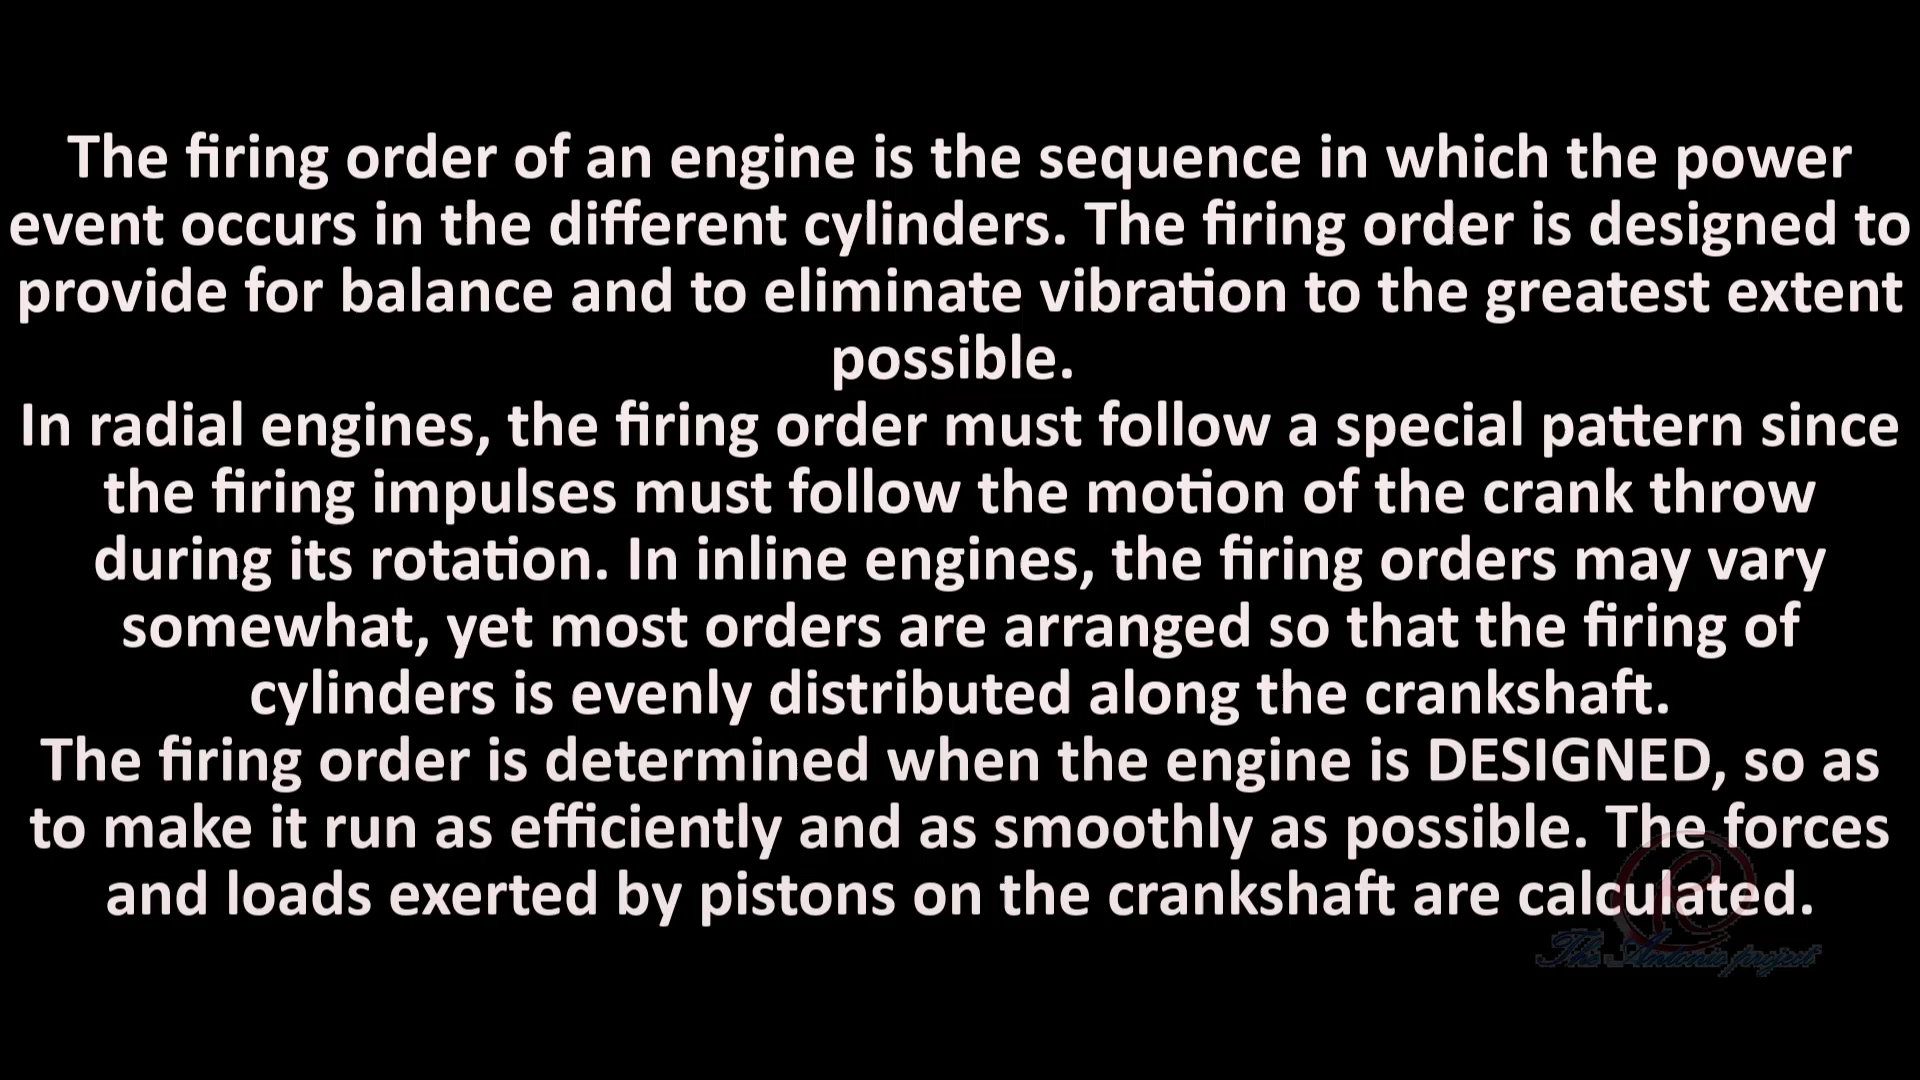 The firing order of an engine is the sequence in which the power
event occurs in the different cylinders. The firing order is designed to
provide for balance and to eliminate vibration to the greatest extent
possible.
In radial engines, the firing order must follow a special pattern since
the firing impulses must follow the motion of the crank throw
during its rotation. In inline engines, the firing orders may vary
somewhat, yet most orders are arranged so that the firing of
cylinders is evenly distributed along the crankshaft.
The firing order is determined when the engine is DESIGNED, so as
to make it run as efficiently and as smoothly as possible. The forces
and loads exerted by pistons on the crankshaft are calculated.
The Antonio project